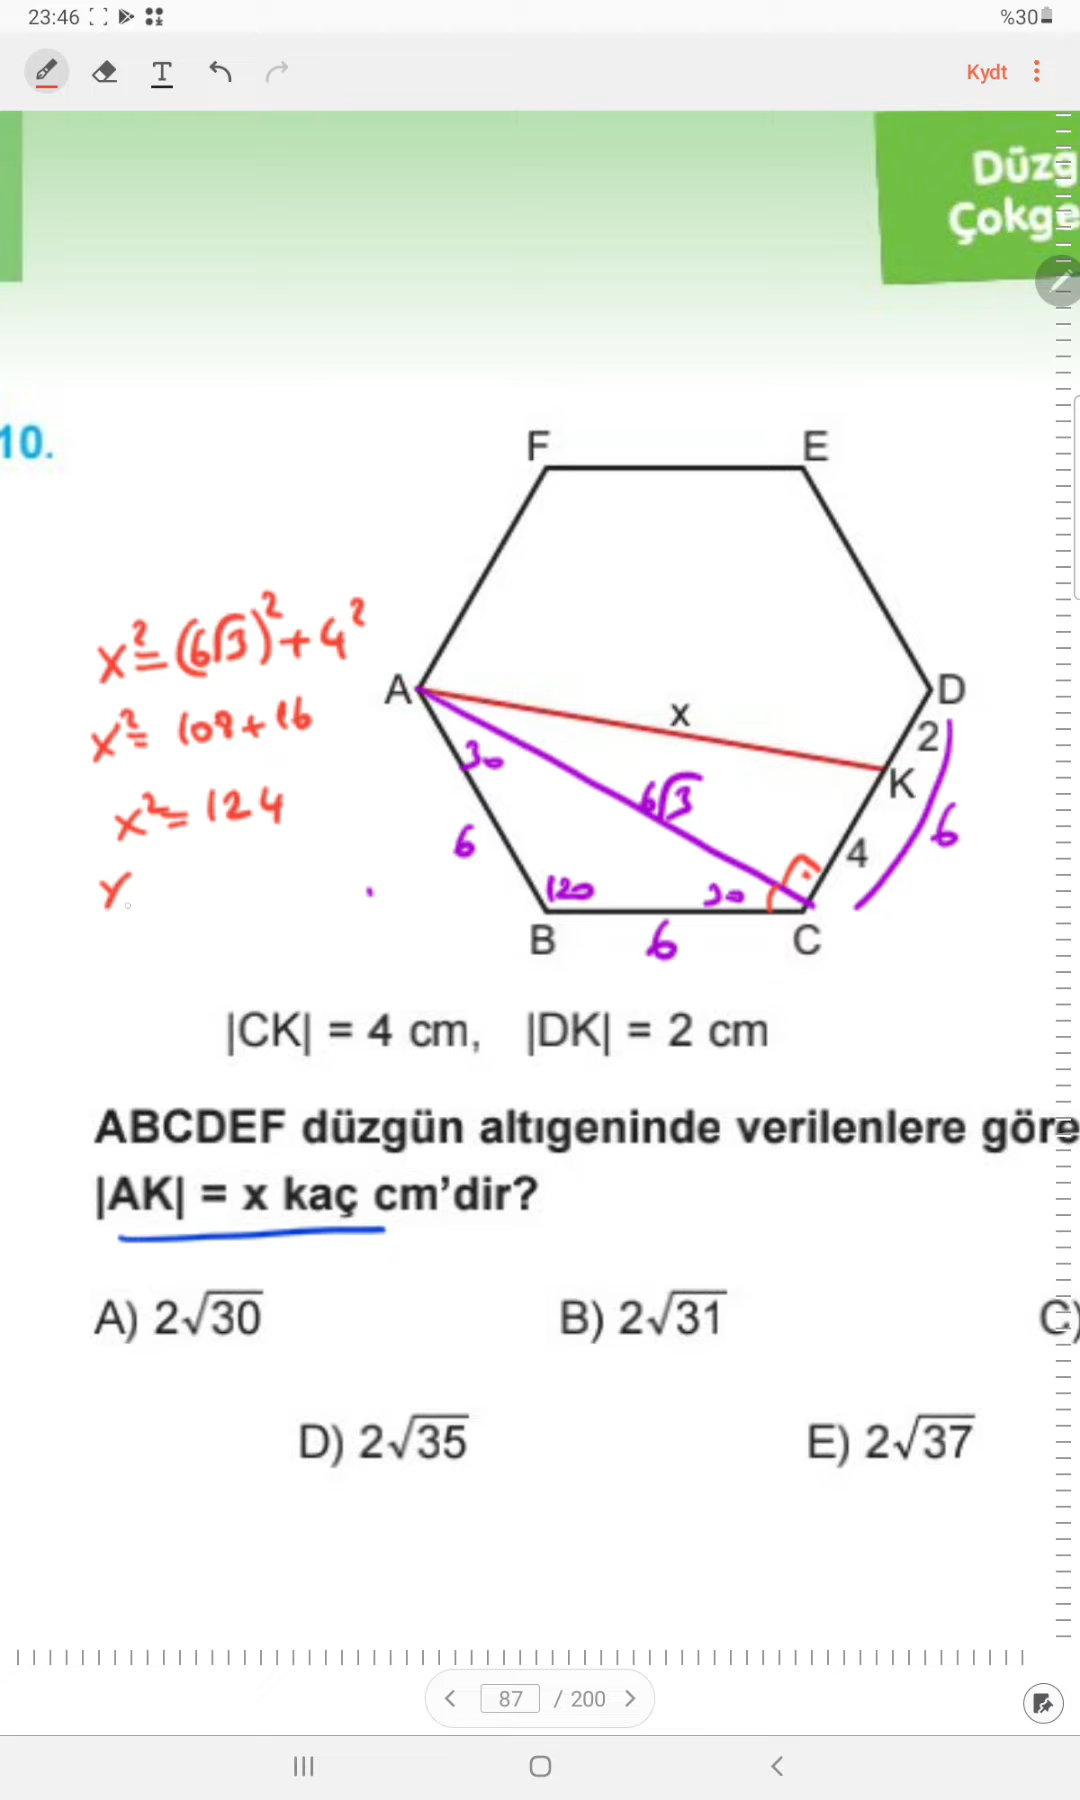 23:46
%30
T
Kydt
Düzg
Çokge
10.
F E
x² = (6√3)² + 4²
A x D
x² = 108 + 16
2
30 K
6√3
x² = 124
6 4 6
x
120 30
B 6 C
|CK| = 4 cm, |DK| = 2 cm
ABCDEF düzgün altıgeninde verilenlere göre
|AK| = x kaç cm'dir?
A) 2√30 B) 2√31 C)
D) 2√35 E) 2√37
87 / 200